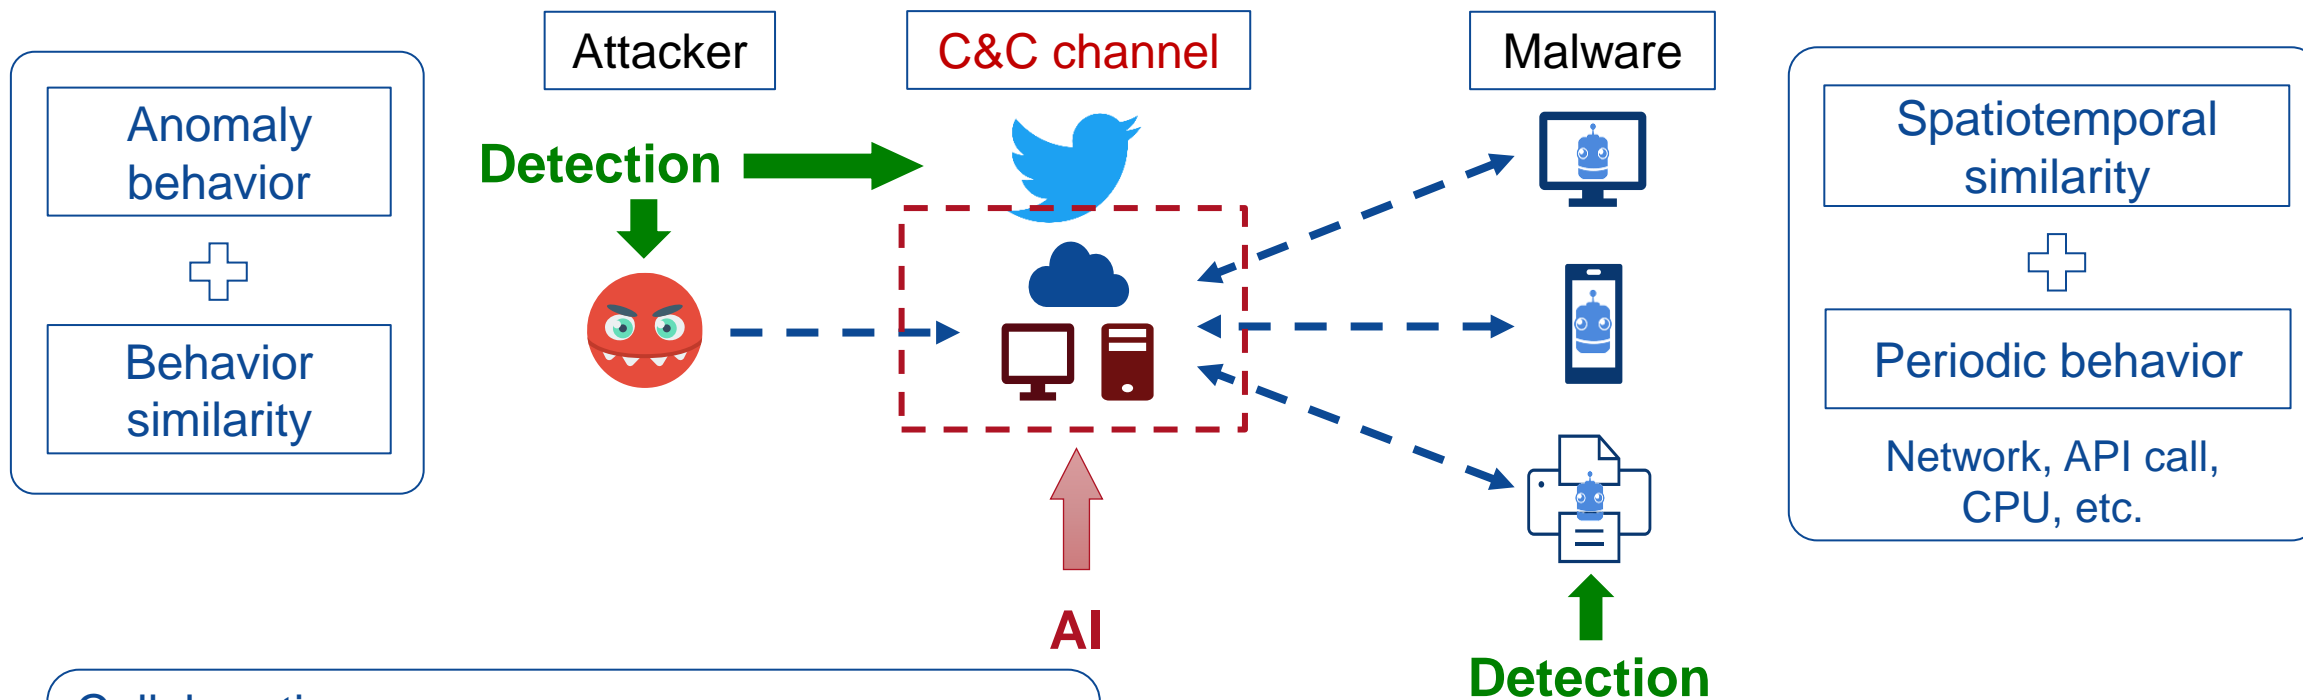 Attacker
C&C channel
Malware
Anomaly
behavior
Behavior
similarity
Detection
AI
Detection
Spatiotemporal
similarity
Periodic behavior
Network, API call,
CPU, etc.